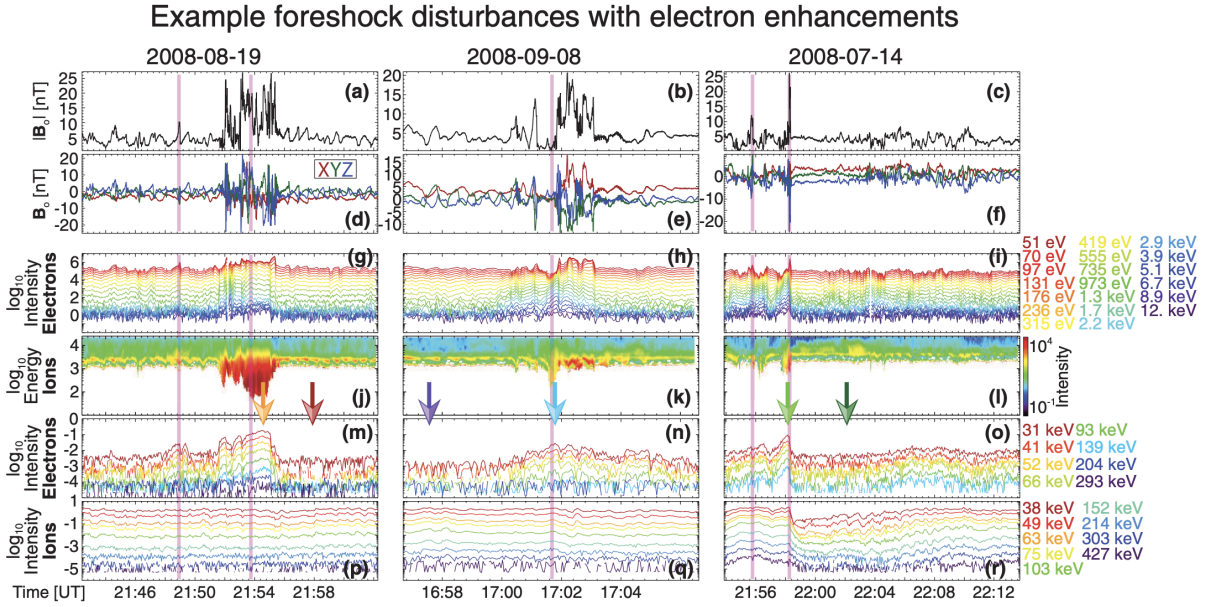 Example foreshock disturbances with electron enhancements
2008-08-19 2008-09-08 2008-07-14
|Bo| [nT]
25
20
15
10
5
(a)
20
15
10
5
(b)
25
20
15
10
5
(c)
Bo [nT]
20
10
0
-10
-20
XYZ
(d)
15
10
5
0
-5
-10
(e)
0
-10
-20
(f)
log10
Intensity
Electrons
6
4
2
0
(g)
(h)
(i)
51 eV 419 eV 2.9 keV
70 eV 555 eV 3.9 keV
97 eV 735 eV 5.1 keV
131 eV 973 eV 6.7 keV
176 eV 1.3 keV 8.9 keV
236 eV 1.7 keV 12. keV
315 eV 2.2 keV
log10
Energy
Ions
4
3
2
(j)
(k)
(l)
10^4
10^-1
Intensity
log10
Intensity
Electrons
0
-1
-2
-3
-4
(m)
(n)
(o)
31 keV 93 keV
41 keV 139 keV
52 keV 204 keV
66 keV 293 keV
log10
Intensity
Ions
1
-1
-3
-5
(p)
(q)
(r)
38 keV 152 keV
49 keV 214 keV
63 keV 303 keV
75 keV 427 keV
103 keV
Time [UT] 21:46 21:50 21:54 21:58 16:58 17:00 17:02 17:04 21:56 22:00 22:04 22:08 22:12